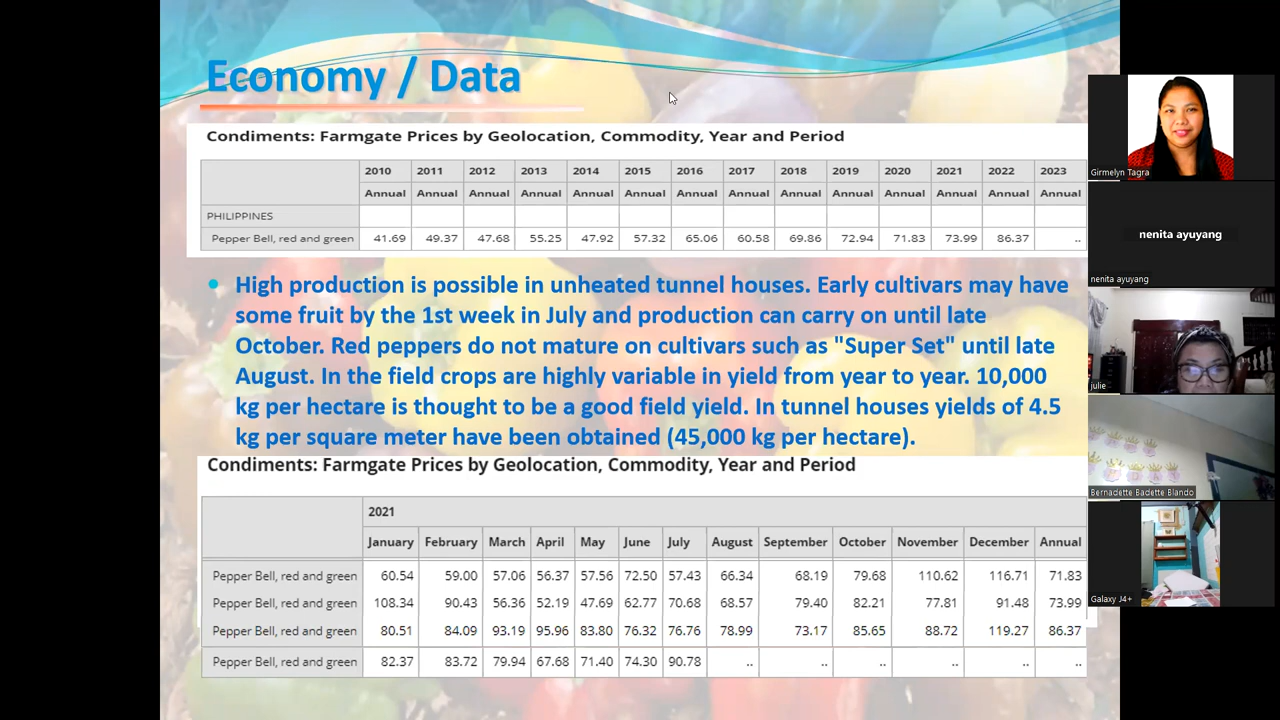 Economy / Data
Condiments: Farmgate Prices by Geolocation, Commodity, Year and Period
2010 2011 2012 2013 2014 2015 2016 2017 2018 2019 2020 2021 2022 2023
Annual Annual Annual Annual Annual Annual Annual Annual Annual Annual Annual Annual Annual Annual
PHILIPPINES
Pepper Bell, red and green 41.69 49.37 47.68 55.25 47.92 57.32 65.06 60.58 69.86 72.94 71.83 73.99 86.37 ..
• High production is possible in unheated tunnel houses. Early cultivars may have
some fruit by the 1st week in July and production can carry on until late
October. Red peppers do not mature on cultivars such as "Super Set" until late
August. In the field crops are highly variable in yield from year to year. 10,000
kg per hectare is thought to be a good field yield. In tunnel houses yields of 4.5
kg per square meter have been obtained (45,000 kg per hectare).
Condiments: Farmgate Prices by Geolocation, Commodity, Year and Period
2021
January February March April May June July August September October November December Annual
Pepper Bell, red and green 60.54 59.00 57.06 56.37 57.56 72.50 57.43 66.34 68.19 79.68 110.62 116.71 71.83
Pepper Bell, red and green 108.34 90.43 56.36 52.19 47.69 62.77 70.68 68.57 79.40 82.21 77.81 91.48 73.99
Pepper Bell, red and green 80.51 84.09 93.19 95.96 83.80 76.32 76.76 78.99 73.17 85.65 88.72 119.27 86.37
Pepper Bell, red and green 82.37 83.72 79.94 67.68 71.40 74.30 90.78 .. .. .. .. .. ..
Girmelyn Tagra
nenita ayuyang
nenita ayuyang
julie
Bernadette Badette Blando
Galaxy J4+